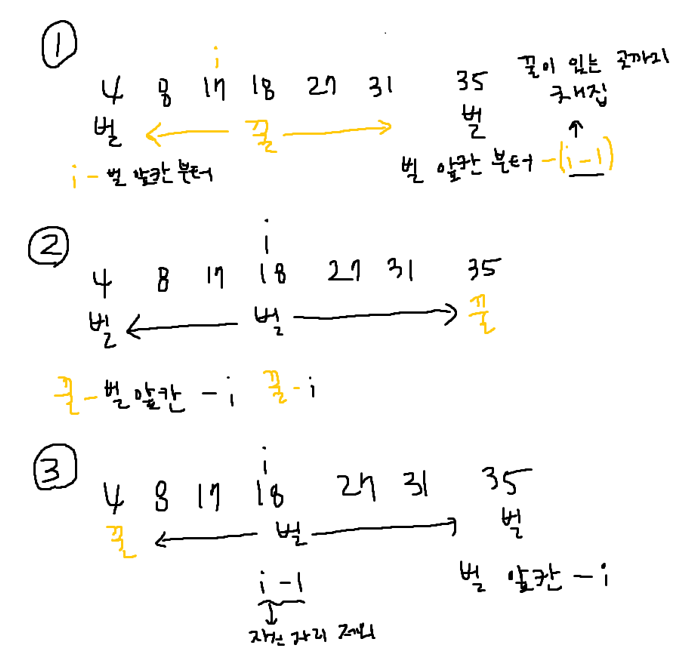 ①
i
4 8 17 18 27 31 35
벌 꿀 벌
꿀이 있는 곳까지
i - 벌 앞칸 부터
벌 앞칸 부터 -(i-1)
②
i
4 8 17 18 27 31 35
벌 벌 꿀
꿀 - 벌 앞칸 - i 꿀 - i
③
i
4 8 17 18 27 31 35
꿀 벌 벌
i - 1
벌 앞칸 - i
자신 자리 제외